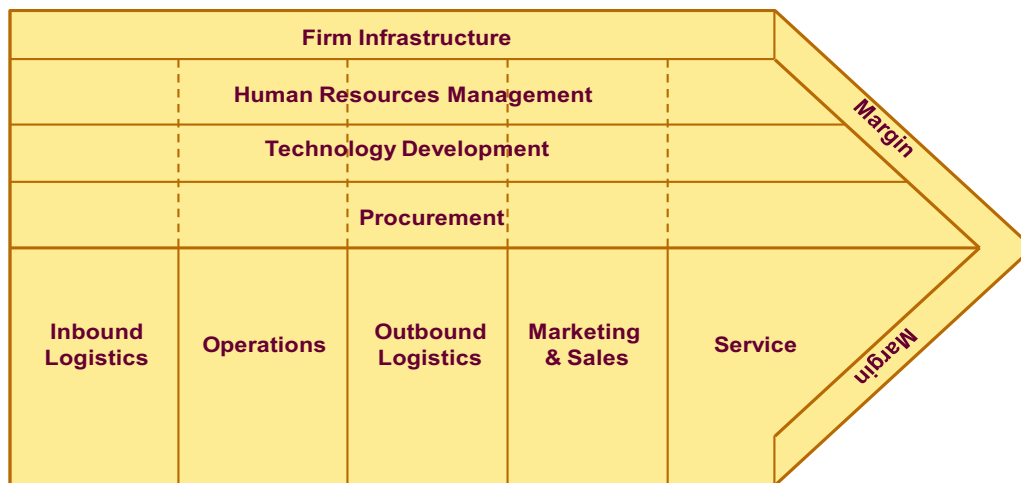 Firm Infrastructure
Human Resources Management
Technology Development
Procurement
Margin
Inbound
Logistics
Operations
Outbound
Logistics
Marketing
& Sales
Service
Margin